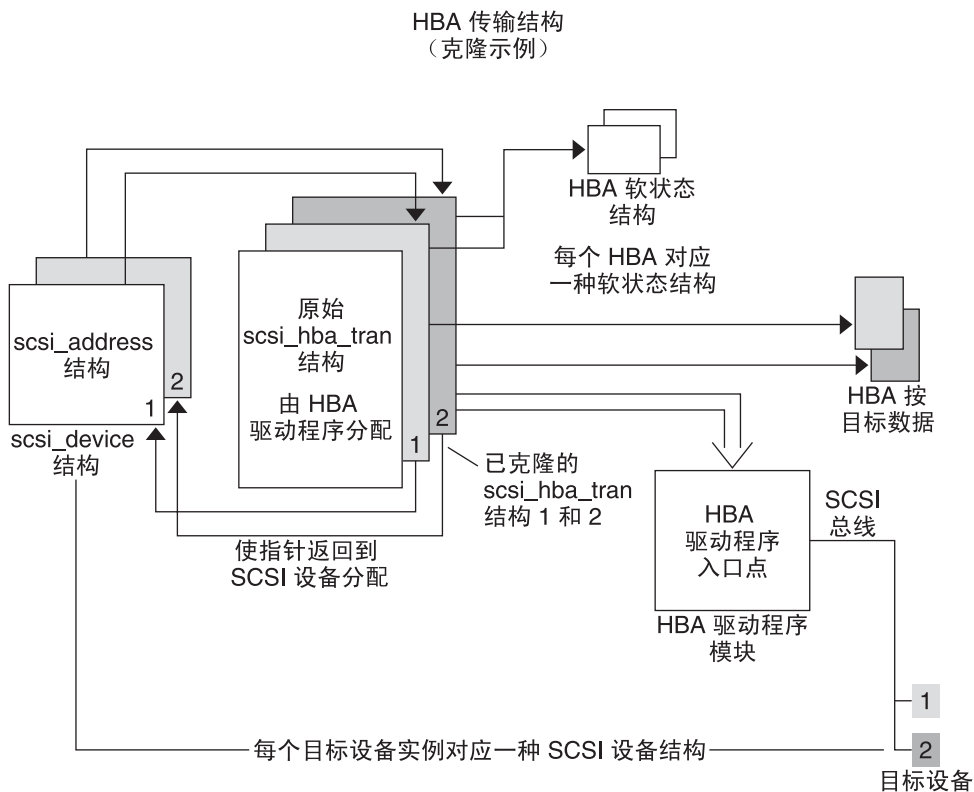 HBA 传输结构
（克隆示例）
HBA 软状态
结构
每个 HBA 对应
一种软状态结构
原始
scsi_hba_tran
结构
由 HBA
驱动程序分配
1
2
scsi_address
结构
1
2
scsi_device
结构
HBA 按
目标数据
已克隆的
scsi_hba_tran
结构 1 和 2
使指针返回到
SCSI 设备分配
HBA
驱动程序
入口点
SCSI
总线
HBA 驱动程序
模块
1
2
每个目标设备实例对应一种 SCSI 设备结构
目标设备